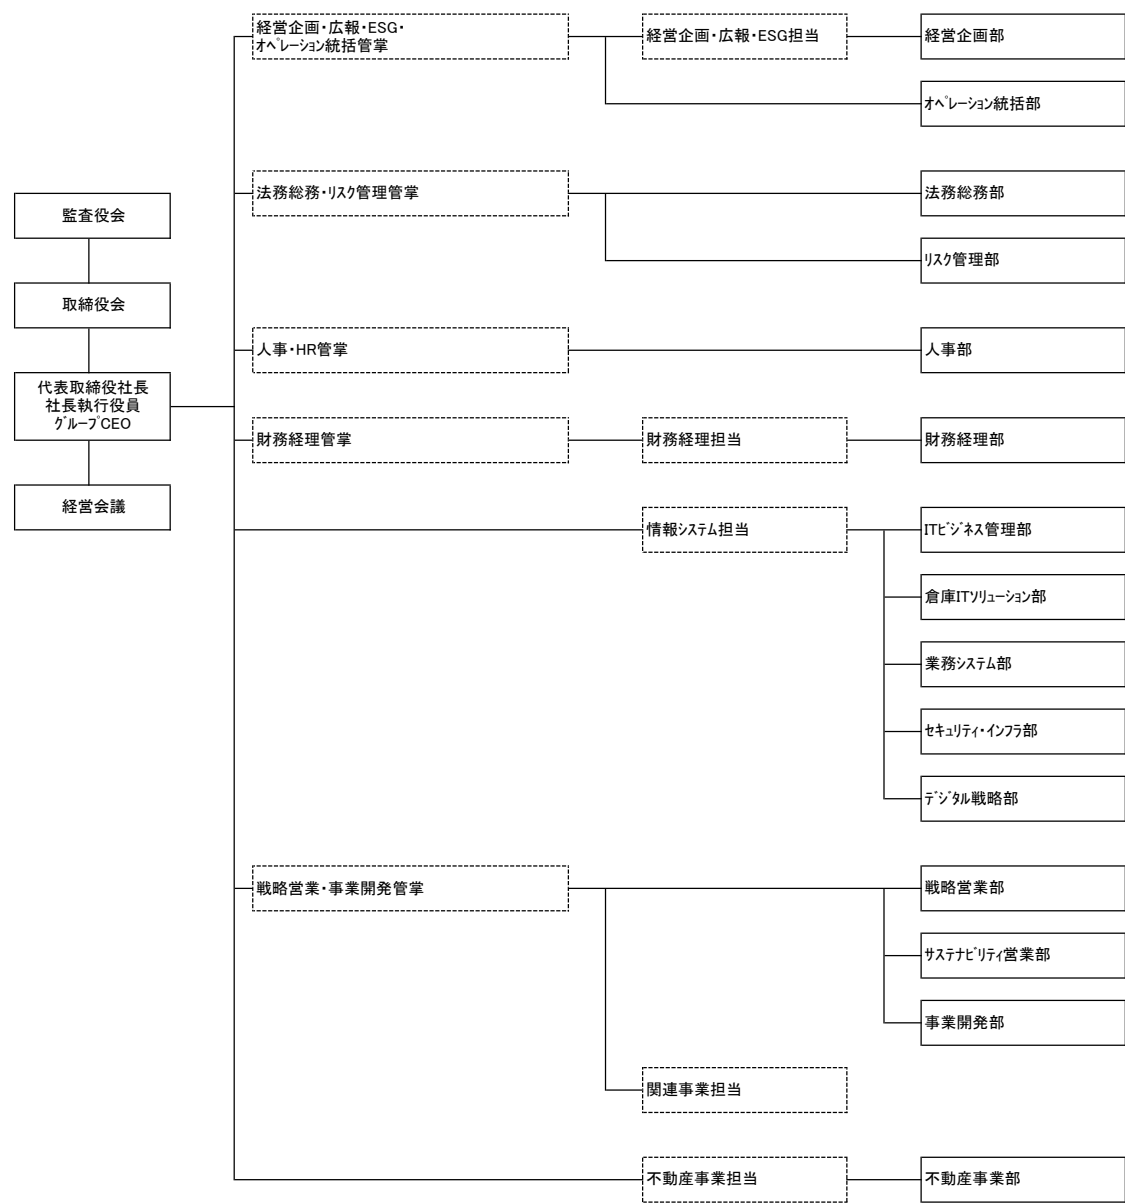 経営企画・広報・ESG・
ｵﾍﾟﾚｰｼｮﾝ統括管掌
経営企画・広報・ESG担当
経営企画部
ｵﾍﾟﾚｰｼｮﾝ統括部
法務総務・ﾘｽｸ管理管掌
法務総務部
ﾘｽｸ管理部
監査役会
取締役会
人事・HR管掌
人事部
代表取締役社長
社長執行役員
ｸﾞﾙｰﾌﾟCEO
財務経理管掌
財務経理担当
財務経理部
経営会議
情報ｼｽﾃﾑ担当
ITﾋﾞｼﾞﾈｽ管理部
倉庫ITｿﾘｭｰｼｮﾝ部
業務ｼｽﾃﾑ部
ｾｷｭﾘﾃｨ・ｲﾝﾌﾗ部
ﾃﾞｼﾞﾀﾙ戦略部
戦略営業・事業開発管掌
戦略営業部
ｻｽﾃﾅﾋﾞﾘﾃｨ営業部
事業開発部
関連事業担当
不動産事業担当
不動産事業部